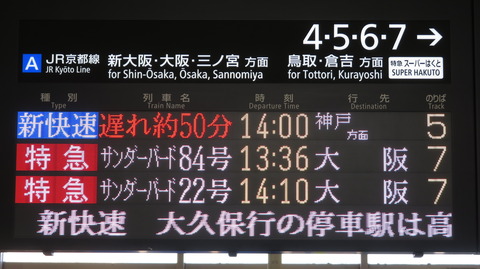 4・5・6・7→
A JR京都線 新大阪・大阪・三ノ宮 方面 鳥取・倉吉 方面 特急 スーパーはくと
JR Kyōto Line for Shin-Ōsaka, Ōsaka, Sannomiya for Tottori, Kurayoshi SUPER HAKUTO
種別 列車名 時刻 行先 のりば
Type Train Name Departure Time Destination Track
新快速 遅れ約50分 14:00 神戸方面 5
特急 サンダーバード84号 13:36 大阪 7
特急 サンダーバード22号 14:10 大阪 7
新快速 大久保行の停車駅は高